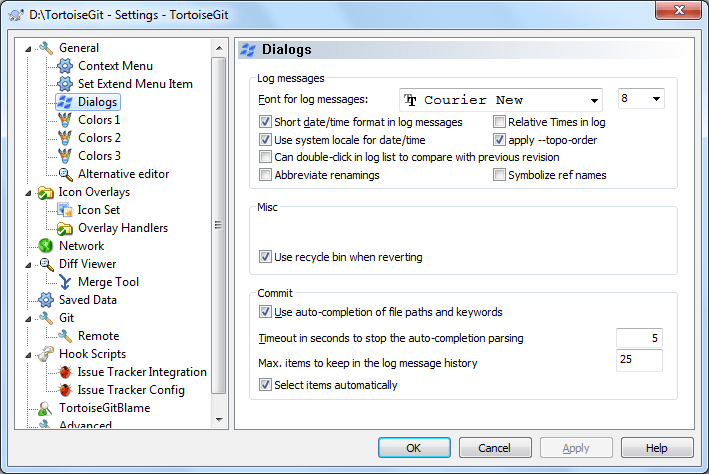 D:\TortoiseGit - Settings - TortoiseGit
General
Context Menu
Set Extend Menu Item
Dialogs
Colors 1
Colors 2
Colors 3
Alternative editor
Icon Overlays
Icon Set
Overlay Handlers
Network
Diff Viewer
Merge Tool
Saved Data
Git
Remote
Hook Scripts
Issue Tracker Integration
Issue Tracker Config
TortoiseGitBlame
Advanced
Dialogs
Log messages
Font for log messages: Courier New 8
Short date/time format in log messages Relative Times in log
Use system locale for date/time apply --topo-order
Can double-click in log list to compare with previous revision
Abbreviate renamings Symbolize ref names
Misc
Use recycle bin when reverting
Commit
Use auto-completion of file paths and keywords
Timeout in seconds to stop the auto-completion parsing 5
Max. items to keep in the log message history 25
Select items automatically
OK Cancel Apply Help